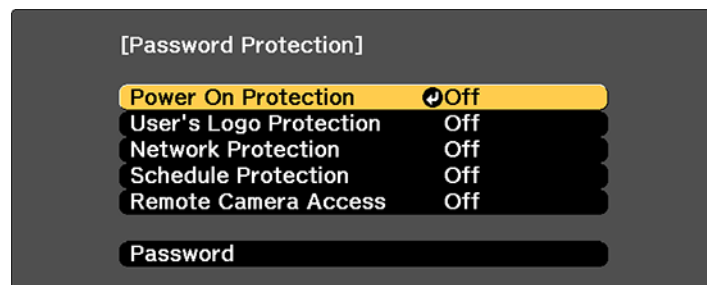 [Password Protection]
Power On Protection Off
User's Logo Protection Off
Network Protection Off
Schedule Protection Off
Remote Camera Access Off
Password